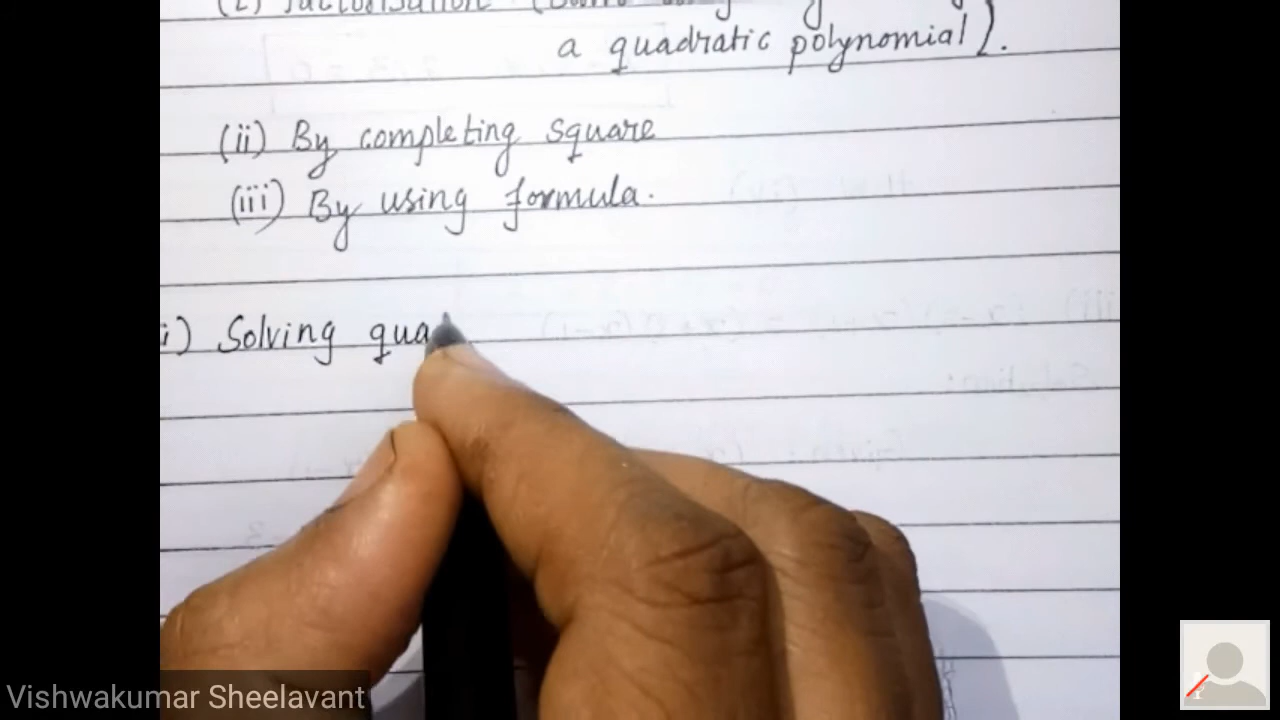 a quadratic polynomial).
(ii) By completing square
(iii) By using formula.
i) Solving qua
Vishwakumar Sheelavant